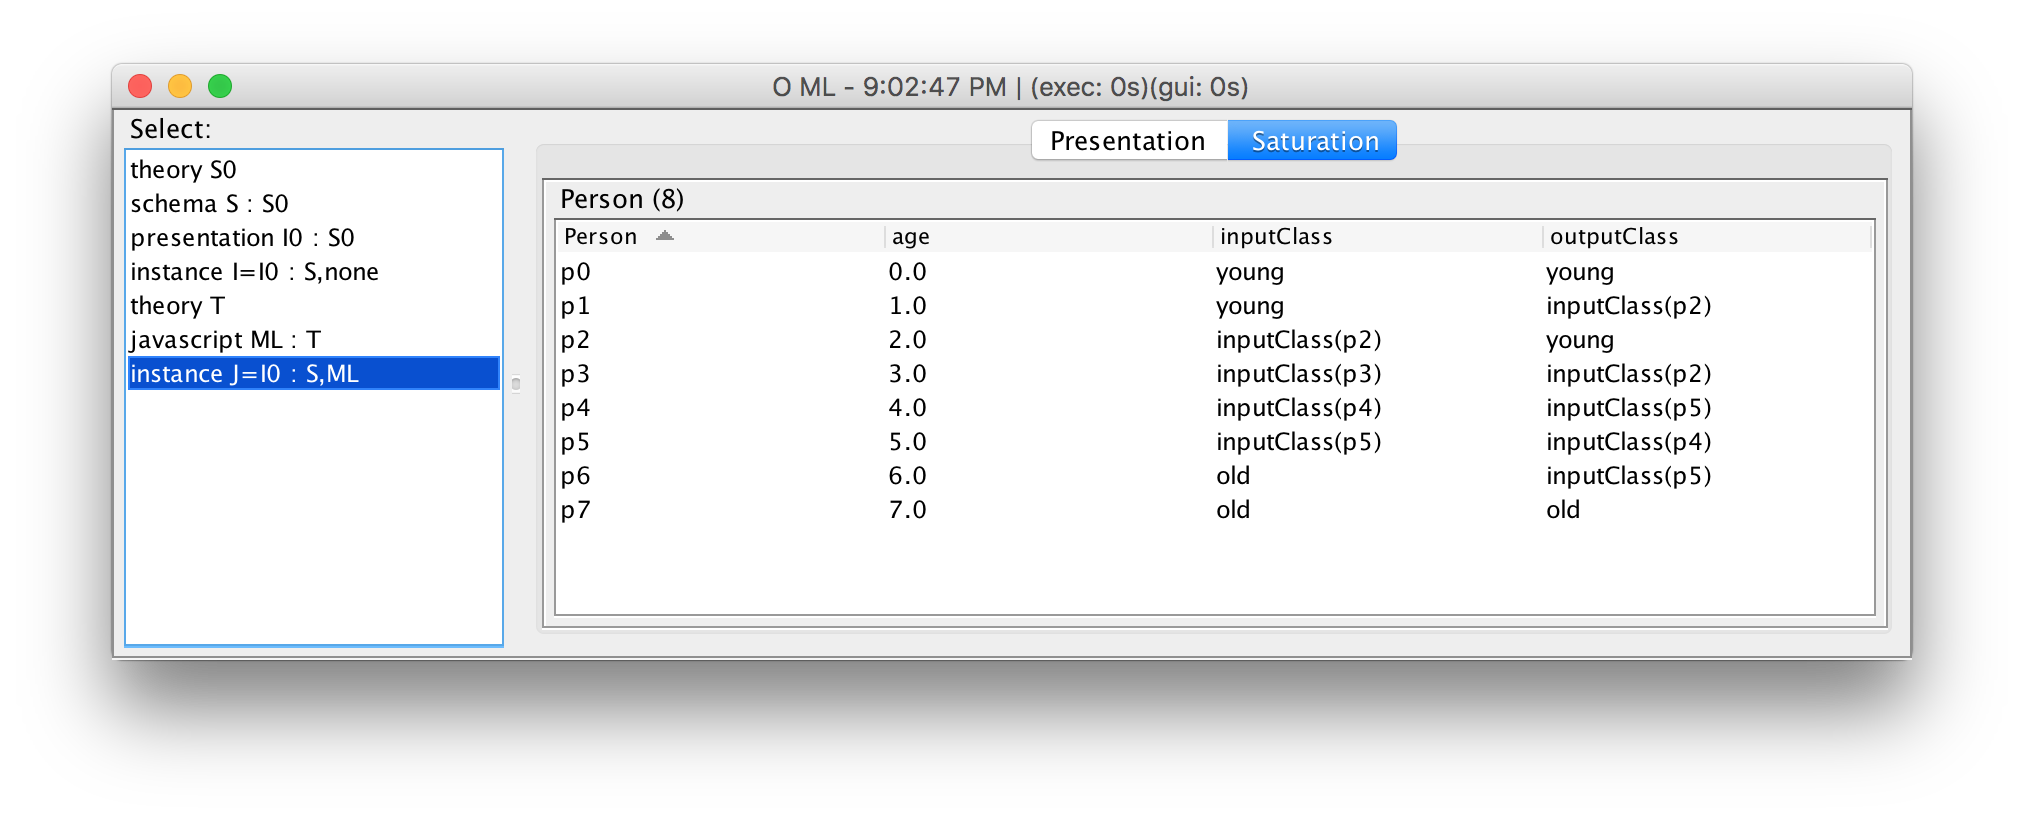 O ML - 9:02:47 PM | (exec: 0s)(gui: 0s)
Select:
theory S0
schema S : S0
presentation I0 : S0
instance I=I0 : S,none
theory T
javascript ML : T
instance J=I0 : S,ML
Presentation Saturation
Person (8)
Person age inputClass outputClass
p0 0.0 young young
p1 1.0 young inputClass(p2)
p2 2.0 inputClass(p2) young
p3 3.0 inputClass(p3) inputClass(p2)
p4 4.0 inputClass(p4) inputClass(p5)
p5 5.0 inputClass(p5) inputClass(p4)
p6 6.0 old inputClass(p5)
p7 7.0 old old